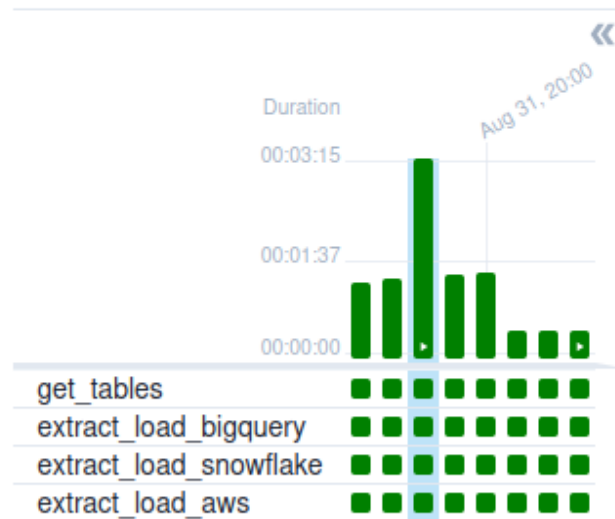 Duration
Aug 31, 20:00
00:03:15
00:01:37
00:00:00
get_tables
extract_load_bigquery
extract_load_snowflake
extract_load_aws